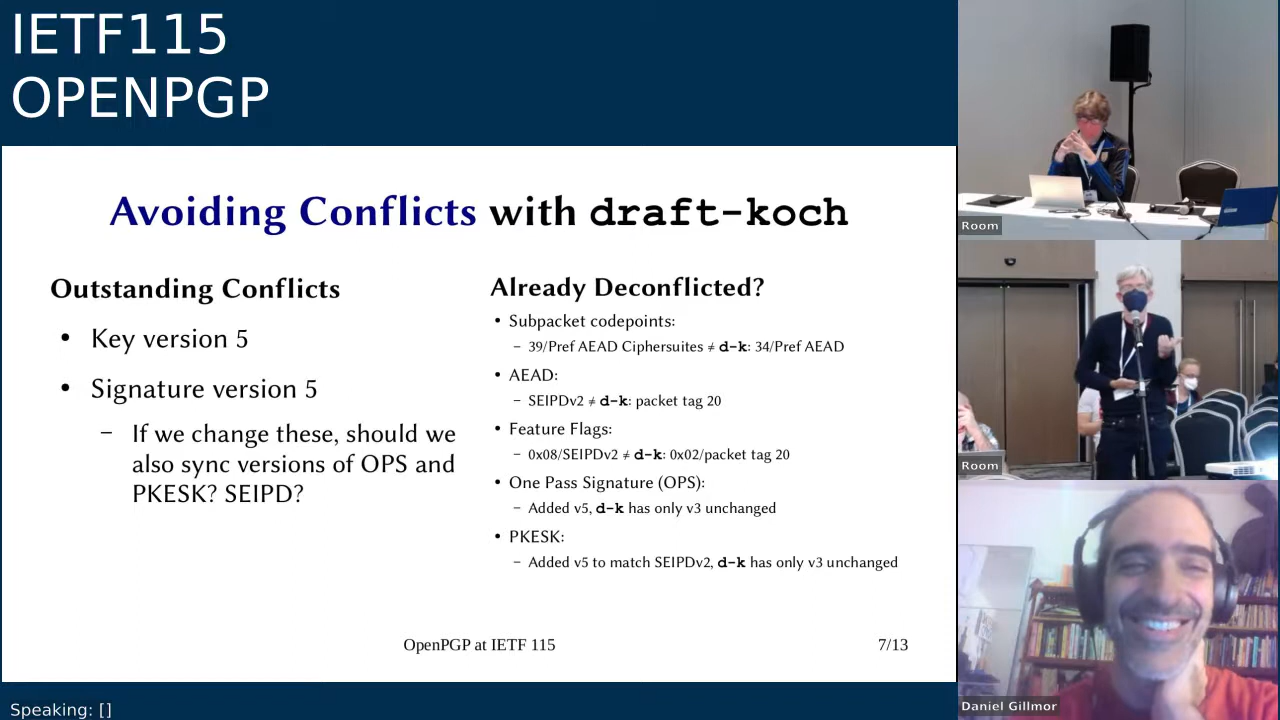 IETF115
OPENPGP
Avoiding Conflicts with draft-koch
Outstanding Conflicts
• Key version 5
• Signature version 5
– If we change these, should we
also sync versions of OPS and
PKESK? SEIPD?
Already Deconflicted?
• Subpacket codepoints:
– 39/Pref AEAD Ciphersuites ≠ d-k: 34/Pref AEAD
• AEAD:
– SEIPDv2 ≠ d-k: packet tag 20
• Feature Flags:
– 0x08/SEIPDv2 ≠ d-k: 0x02/packet tag 20
• One Pass Signature (OPS):
– Added v5, d-k has only v3 unchanged
• PKESK:
– Added v5 to match SEIPDv2, d-k has only v3 unchanged
OpenPGP at IETF 115
7/13
Speaking: []
Room
Room
Daniel Gillmor